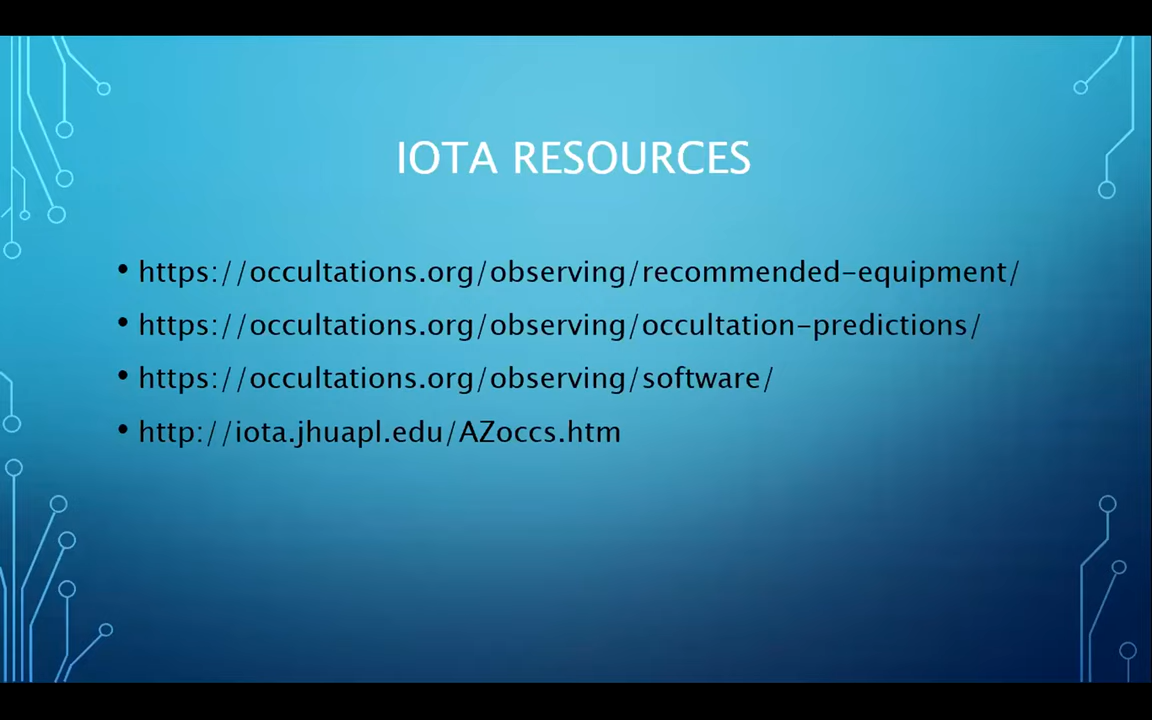 IOTA RESOURCES
• https://occultations.org/observing/recommended-equipment/
• https://occultations.org/observing/occultation-predictions/
• https://occultations.org/observing/software/
• http://iota.jhuapl.edu/AZoccs.htm